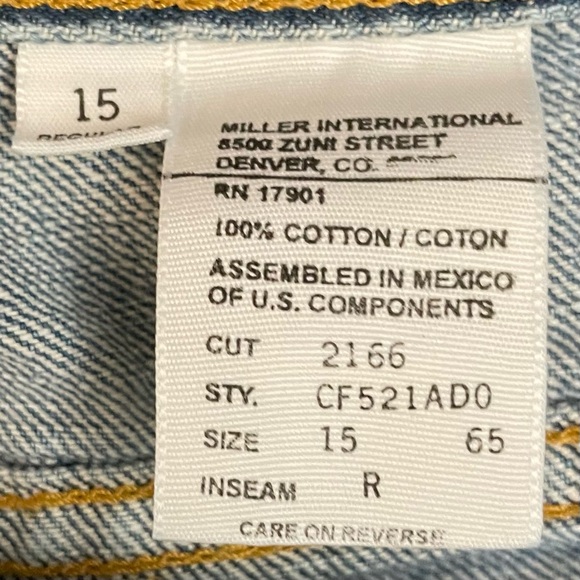 15
REGULAR
MILLER INTERNATIONAL
8500 ZUNI STREET
DENVER, CO.
RN 17901
100% COTTON / COTON
ASSEMBLED IN MEXICO
OF U.S. COMPONENTS
CUT 2166
STY. CF521AD0
SIZE 15 65
INSEAM R
CARE ON REVERSE